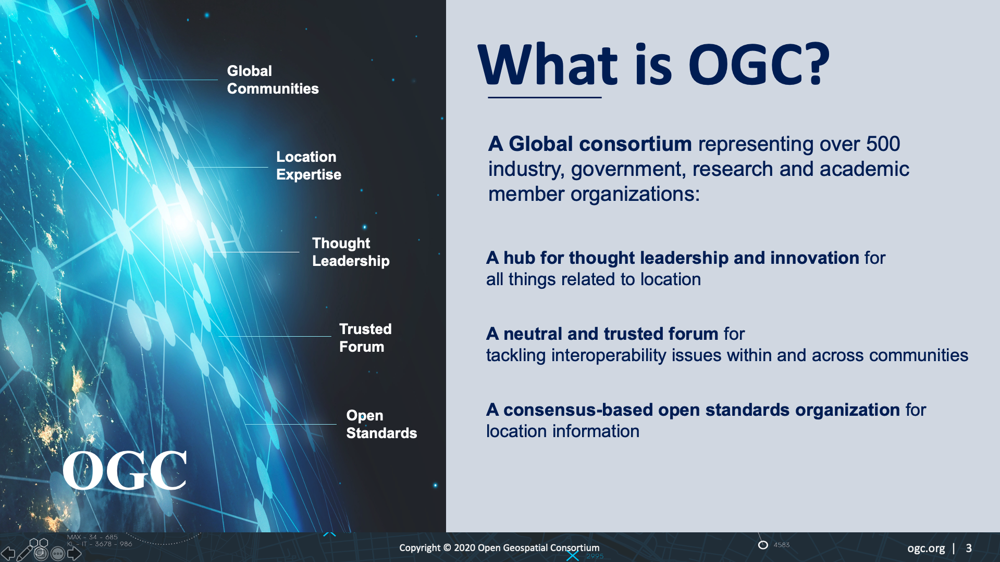 Global
Communities
Location
Expertise
Thought
Leadership
Trusted
Forum
Open
Standards
OGC
What is OGC?
A Global consortium representing over 500
industry, government, research and academic
member organizations:
A hub for thought leadership and innovation for
all things related to location
A neutral and trusted forum for
tackling interoperability issues within and across communities
A consensus-based open standards organization for
location information
MAX - 34 - 685
KL - IT - 3678 - 986
Copyright © 2020 Open Geospatial Consortium
2995
4583
ogc.org | 3